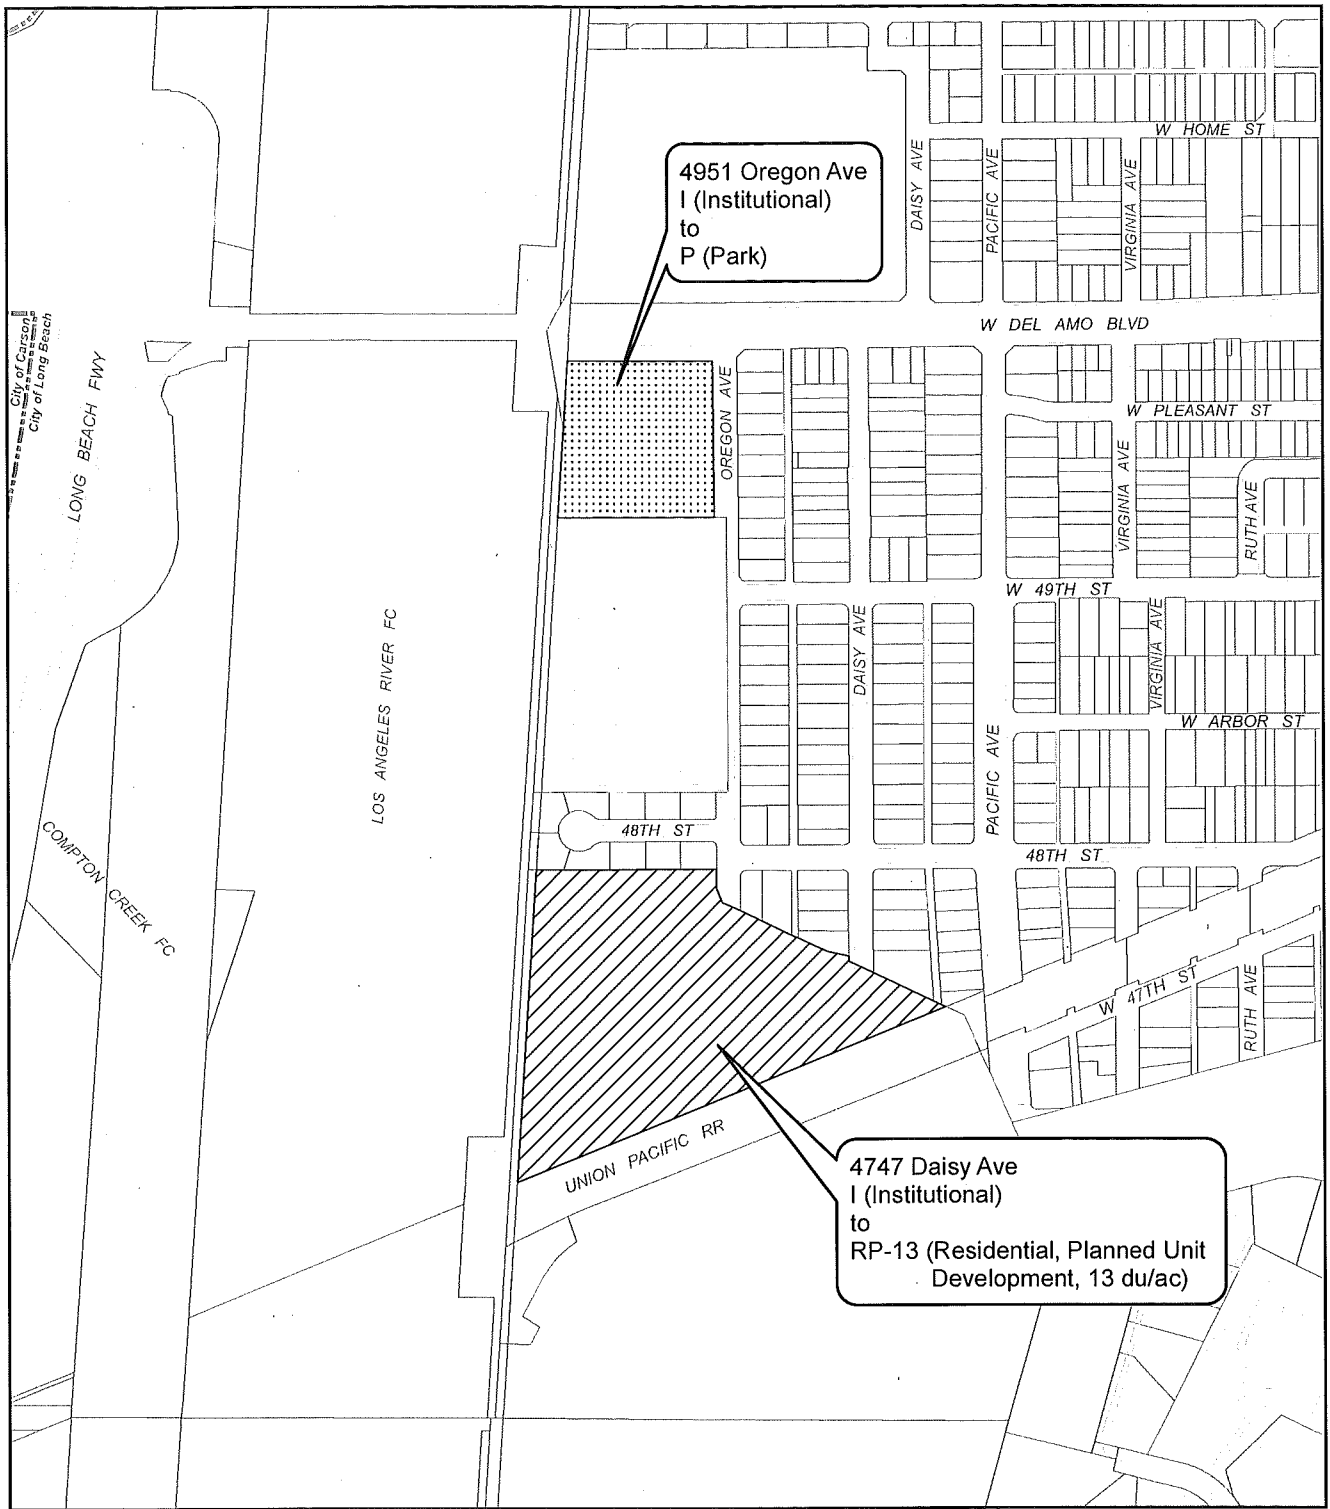 W HOME ST
4951 Oregon Ave
I (Institutional)
to
P (Park)
DAISY AVE
PACIFIC AVE
VIRGINIA AVE
W DEL AMO BLVD
City of Carson
City of Long Beach
LONG BEACH FWY
OREGON AVE
W PLEASANT ST
VIRGINIA AVE
RUTH AVE
W 49TH ST
LOS ANGELES RIVER FC
DAISY AVE
VIRGINIA AVE
W ARBOR ST
PACIFIC AVE
48TH ST
48TH ST
COMPTON CREEK FC
W 47TH ST
RUTH AVE
UNION PACIFIC RR
4747 Daisy Ave
I (Institutional)
to
RP-13 (Residential, Planned Unit
Development, 13 du/ac)